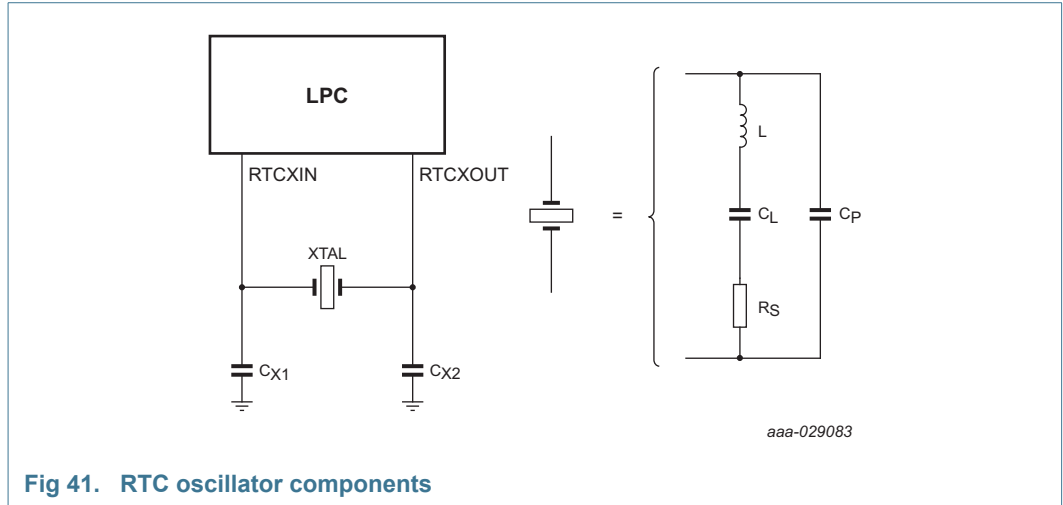 LPC
RTCXIN
RTCXOUT
XTAL
CX1
CX2
=
L
CL
CP
RS
aaa-029083
Fig 41. RTC oscillator components